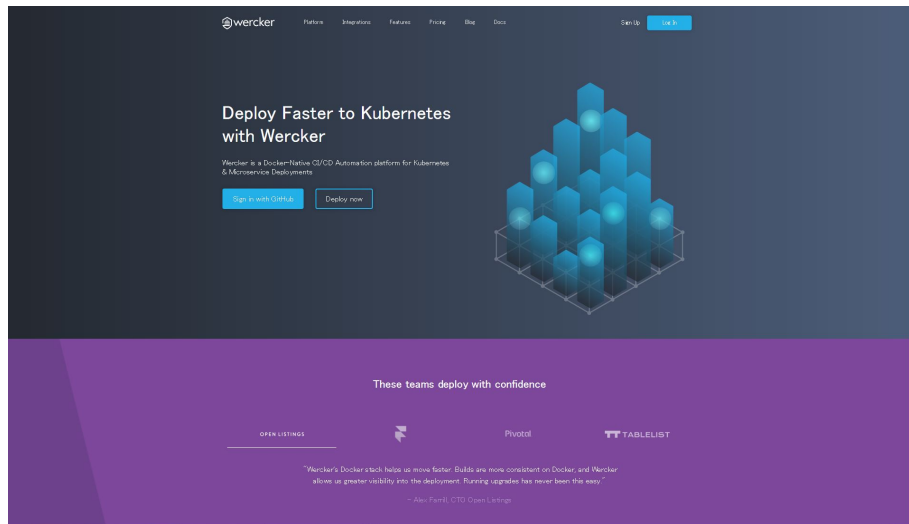 wercker
Platform Integrations Features Pricing Blog Docs
Sign Up Log In
Deploy Faster to Kubernetes
with Wercker
Wercker is a Docker-Native CI/CD Automation platform for Kubernetes
& Microservice Deployments
Sign in with GitHub Deploy now
These teams deploy with confidence
OPEN LISTINGS Pivotal TABLELIST
"Wercker's Docker stack helps us move faster. Builds are more consistent on Docker, and Wercker
allows us greater visibility into the deployment. Running upgrades has never been this easy."
- Alex Farrill, CTO Open Listings